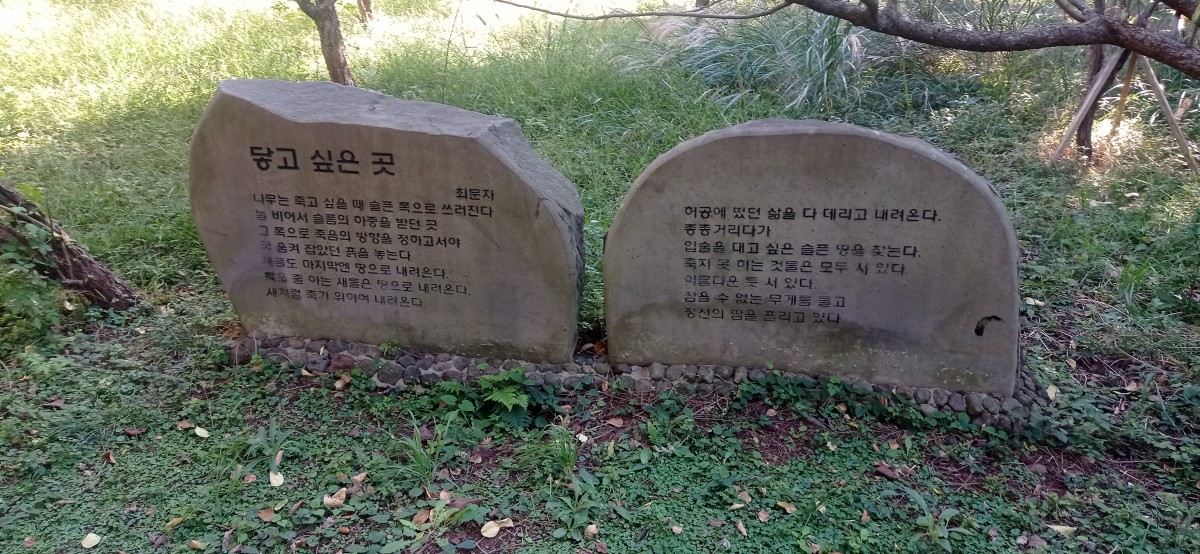 닿고 싶은 곳
최문자
나무는 죽고 싶을 때 슬픈 쪽으로 쓰러진다
늘 비어서 슬픔의 하중을 받던 곳
그 쪽으로 죽음의 방향을 정하고서야
꽉 움켜 잡았던 흙을 놓는다
새들도 마지막엔 땅으로 내려온다.
죽을 줄 아는 새들은 땅으로 내려온다.
새처럼 죽기 위하여 내려온다.
허공에 떴던 삶을 다 데리고 내려온다.
종종거리다가
입술을 대고 싶은 슬픈 땅을 찾는다.
죽지 못 하는 것들은 모두 서 있다.
아름다운 듯 서 있다.
참을 수 없는 무게를 들고
정신의 땀을 흘리고 있다